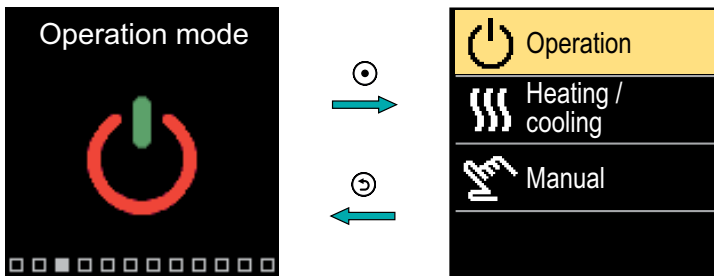 Operation mode
Operation
Heating /
cooling
Manual